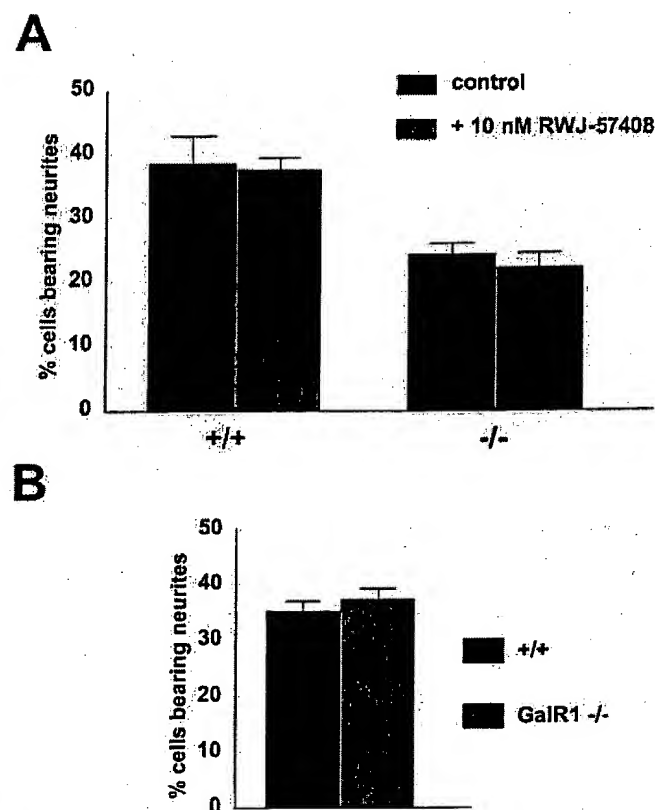 A
50
40
30
20
10
0
% cells bearing neurites
control
+ 10 nM RWJ-57408
+/+
-/-
B
50
40
30
20
10
0
% cells bearing neurites
+/+
GalR1 -/-